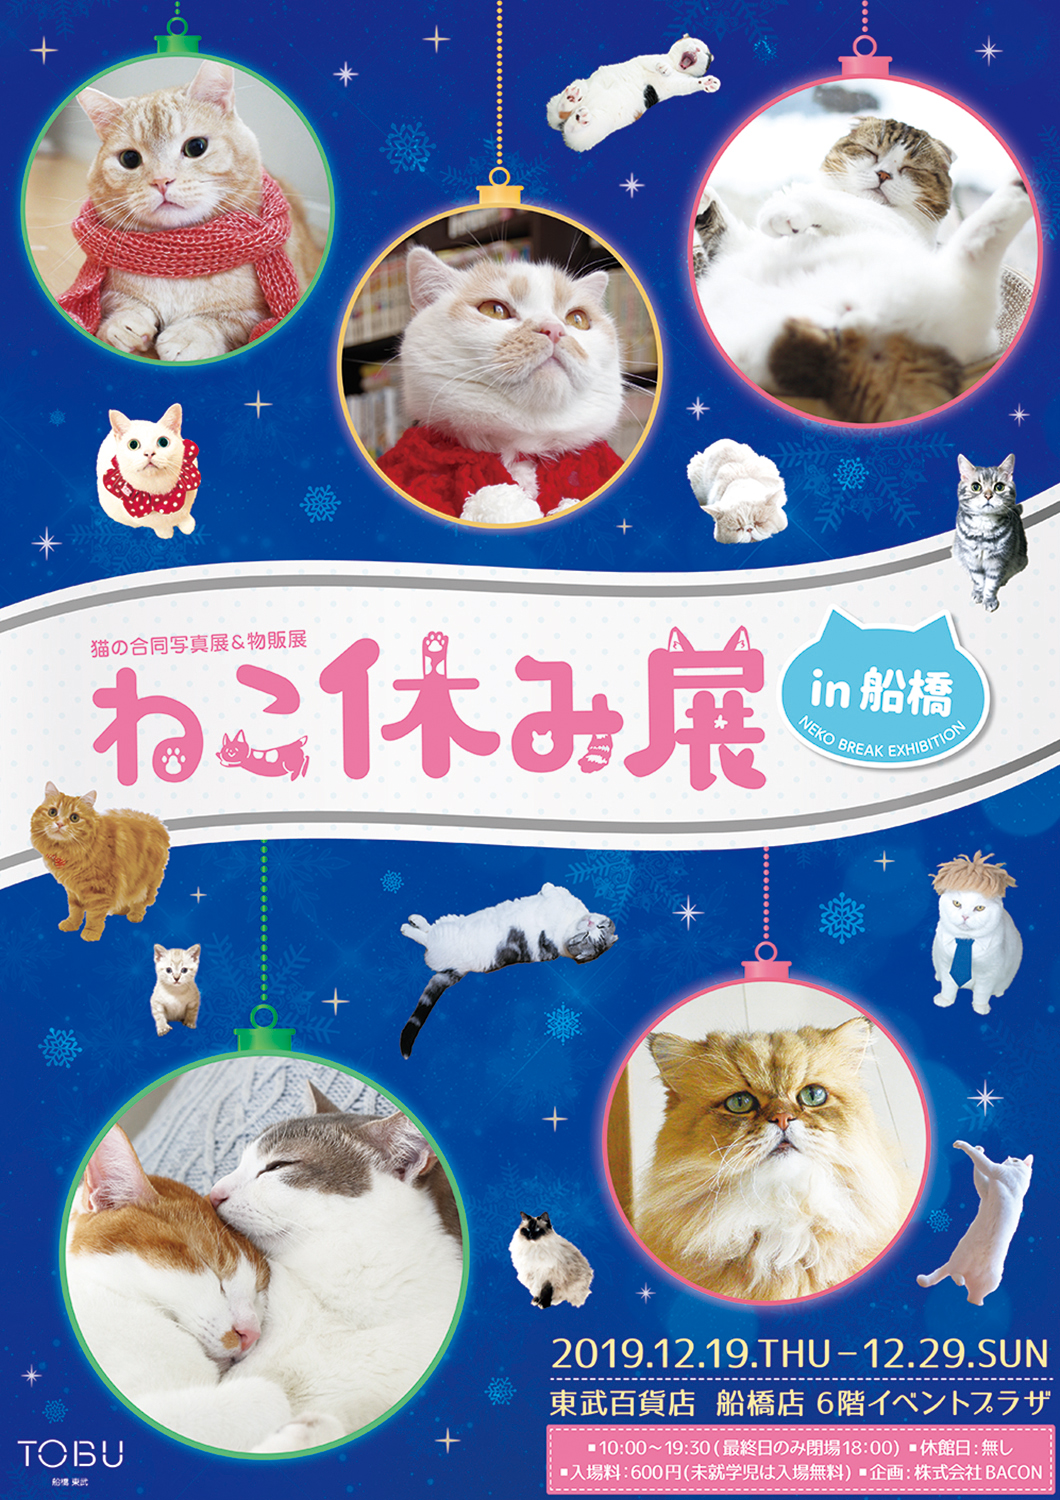 猫の合同写真展&物販展
ねこ休み展
in 船橋
NEKO BREAK EXHIBITION
2019.12.19.THU–12.29.SUN
東武百貨店 船橋店 6階イベントプラザ
■10:00〜19:30(最終日のみ閉場18:00) ■休館日:無し
■入場料:600円(未就学児は入場無料) ■企画:株式会社BACON
TOBU
船橋 東武